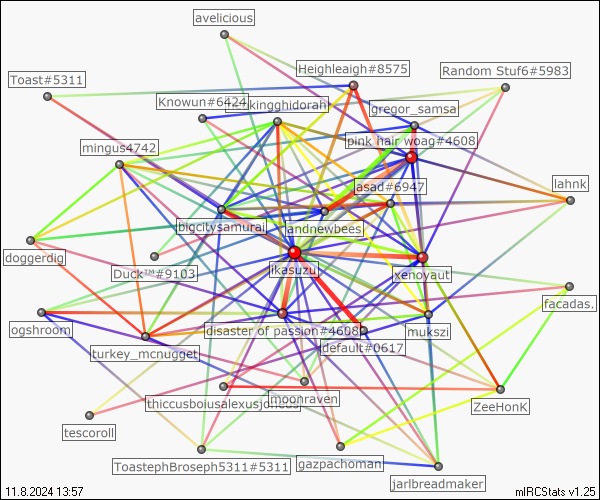 avelicious
Heighleaigh#8575
Random Stuf6#5983
Toast#5311
Knowun#6424
kingghidorah
gregor_samsa
pink hair woag#4608
mingus4742
asad#6947
lahnk
bigcitysamurai
andnewbees
doggerdig
Duck™#9103
ikasuzu
xenoyaut
facadas.
ogshroom
disaster of passion#4608
mukszi
turkey_mcnugget
default#0617
thiccusboiusalexusjoneus
moonraven
ZeeHonK
tescoroll
ToastephBroseph5311#5311
gazpachoman
jarlbreadmaker
11.8.2024 13:57
mIRCStats v1.25